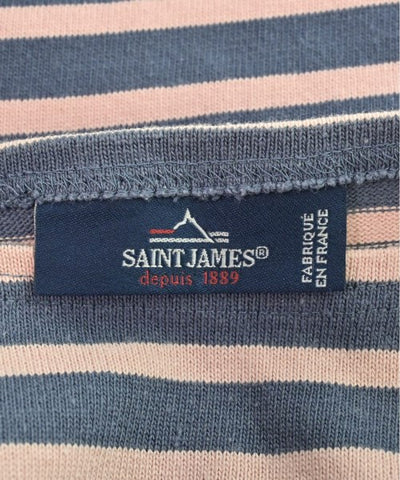 SAINT JAMES®
depuis 1889
FABRIQUÉ
EN FRANCE